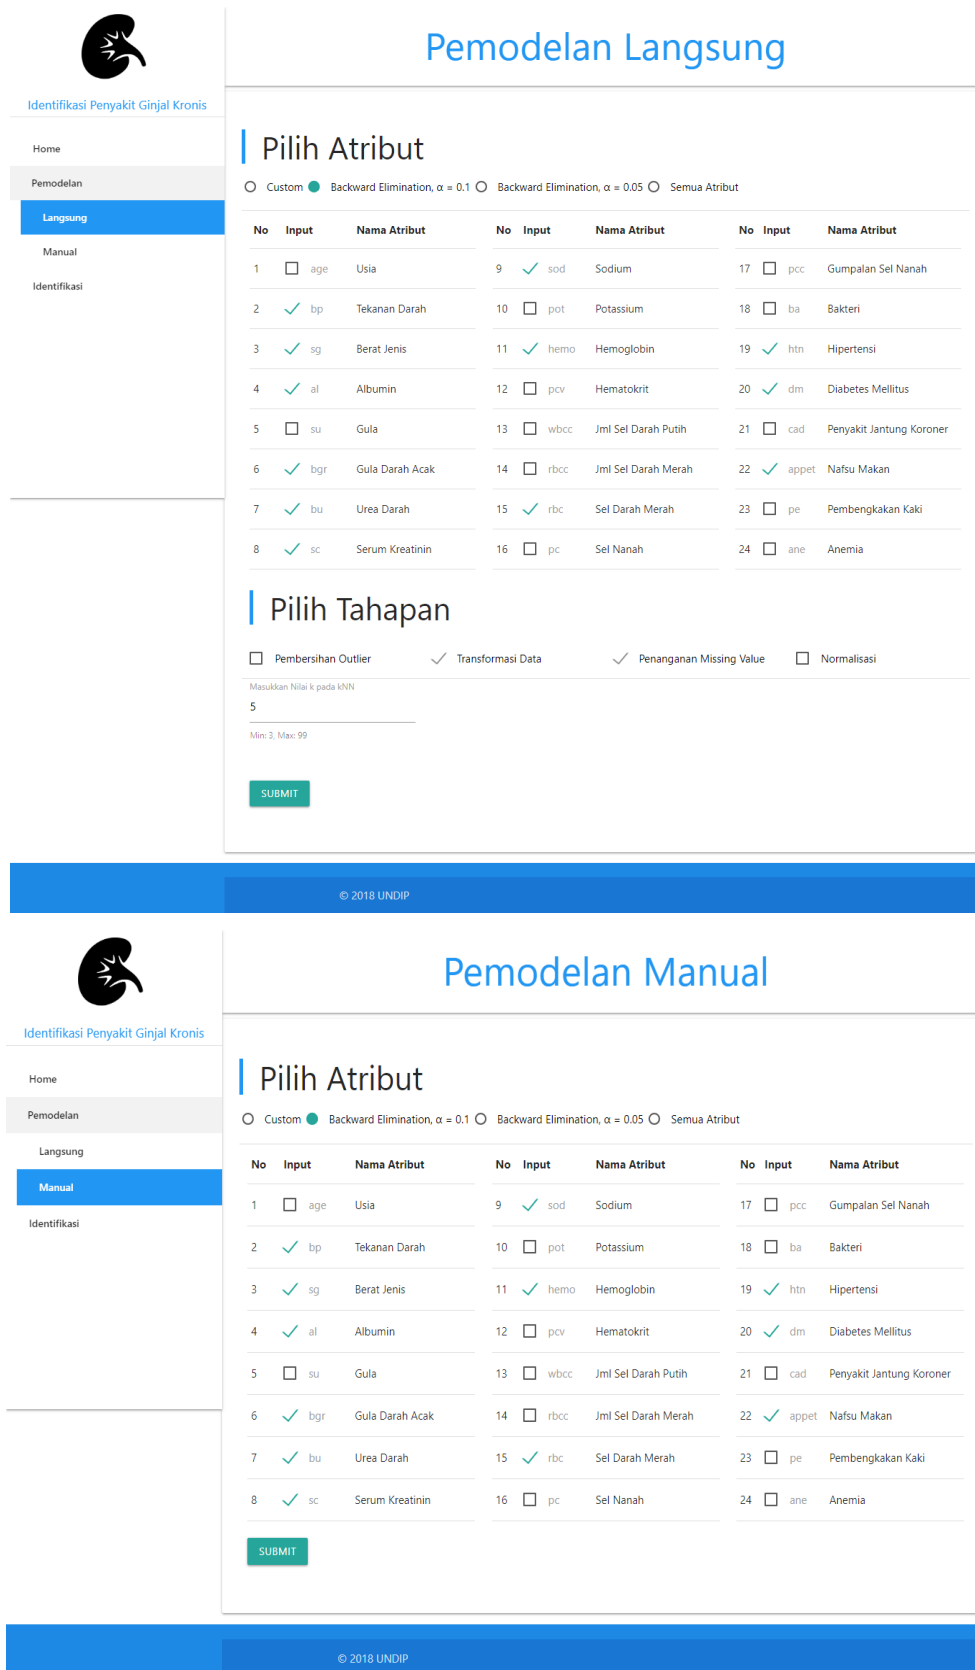 Pemodelan Langsung
Identifikasi Penyakit Ginjal Kronis
Home
Pemodelan
Langsung
Manual
Identifikasi
Pilih Atribut
Custom Backward Elimination, α = 0.1 Backward Elimination, α = 0.05 Semua Atribut
No Input Nama Atribut No Input Nama Atribut No Input Nama Atribut
1 age Usia 9 sod Sodium 17 pcc Gumpalan Sel Nanah
2 bp Tekanan Darah 10 pot Potassium 18 ba Bakteri
3 sg Berat Jenis 11 hemo Hemoglobin 19 htn Hipertensi
4 al Albumin 12 pcv Hematokrit 20 dm Diabetes Mellitus
5 su Gula 13 wbcc Jml Sel Darah Putih 21 cad Penyakit Jantung Koroner
6 bgr Gula Darah Acak 14 rbcc Jml Sel Darah Merah 22 appet Nafsu Makan
7 bu Urea Darah 15 rbc Sel Darah Merah 23 pe Pembengkakan Kaki
8 sc Serum Kreatinin 16 pc Sel Nanah 24 ane Anemia
Pilih Tahapan
Pembersihan Outlier Transformasi Data Penanganan Missing Value Normalisasi
Masukkan Nilai k pada kNN
5
Min: 3, Max: 99
SUBMIT
© 2018 UNDIP
Pemodelan Manual
Identifikasi Penyakit Ginjal Kronis
Home
Pemodelan
Langsung
Manual
Identifikasi
Pilih Atribut
Custom Backward Elimination, α = 0.1 Backward Elimination, α = 0.05 Semua Atribut
No Input Nama Atribut No Input Nama Atribut No Input Nama Atribut
1 age Usia 9 sod Sodium 17 pcc Gumpalan Sel Nanah
2 bp Tekanan Darah 10 pot Potassium 18 ba Bakteri
3 sg Berat Jenis 11 hemo Hemoglobin 19 htn Hipertensi
4 al Albumin 12 pcv Hematokrit 20 dm Diabetes Mellitus
5 su Gula 13 wbcc Jml Sel Darah Putih 21 cad Penyakit Jantung Koroner
6 bgr Gula Darah Acak 14 rbcc Jml Sel Darah Merah 22 appet Nafsu Makan
7 bu Urea Darah 15 rbc Sel Darah Merah 23 pe Pembengkakan Kaki
8 sc Serum Kreatinin 16 pc Sel Nanah 24 ane Anemia
SUBMIT
© 2018 UNDIP